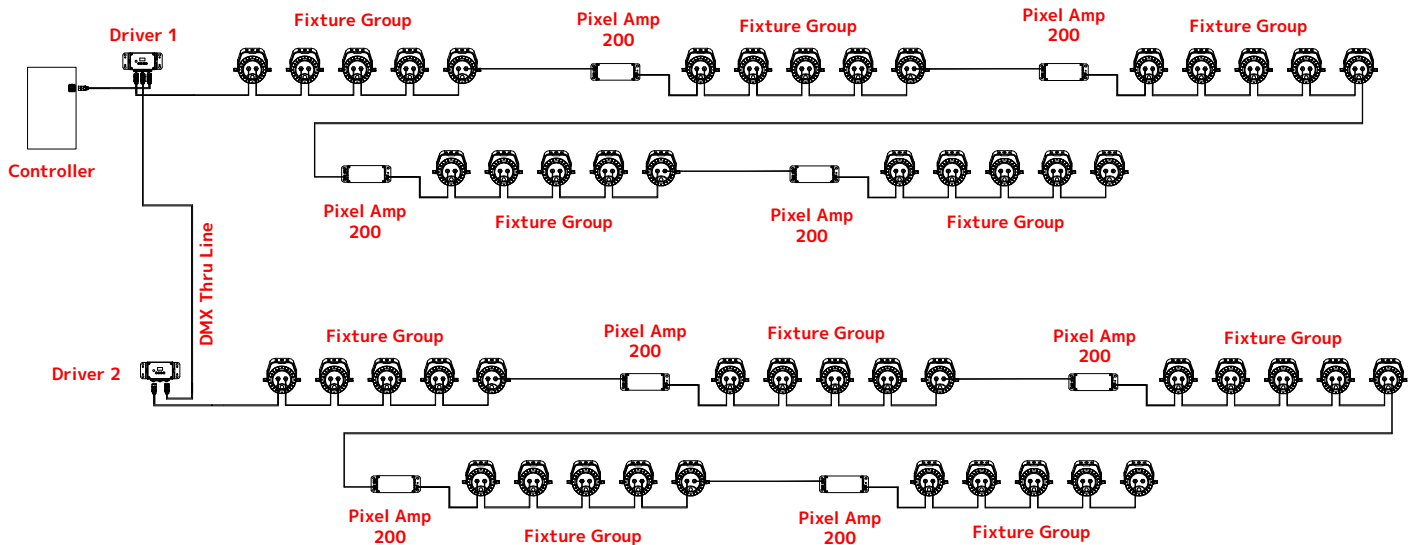 Fixture Group
Pixel Amp
200
Fixture Group
Pixel Amp
200
Fixture Group
Driver 1
Controller
Pixel Amp
200
Fixture Group
Pixel Amp
200
Fixture Group
DMX Thru Line
Driver 2
Fixture Group
Pixel Amp
200
Fixture Group
Pixel Amp
200
Fixture Group
Pixel Amp
200
Fixture Group
Pixel Amp
200
Fixture Group